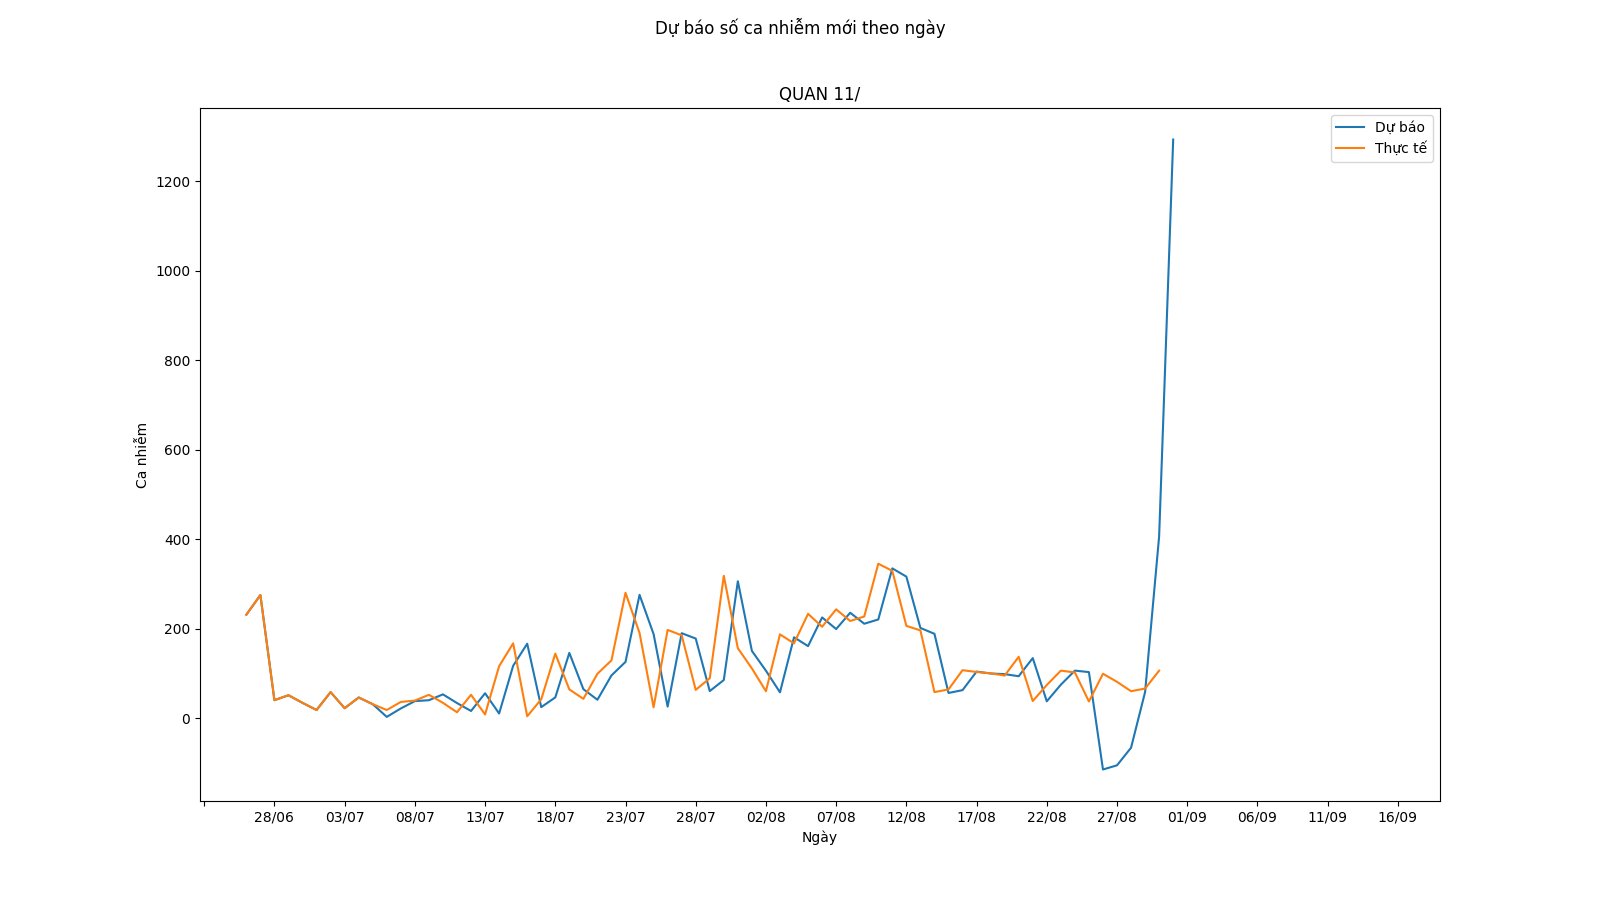 Dự báo số ca nhiễm mới theo ngày
QUAN 11/
Dự báo
Thực tế
1200
1000
800
600
400
200
0
Ca nhiễm
28/06 03/07 08/07 13/07 18/07 23/07 28/07 02/08 07/08 12/08 17/08 22/08 27/08 01/09 06/09 11/09 16/09
Ngày